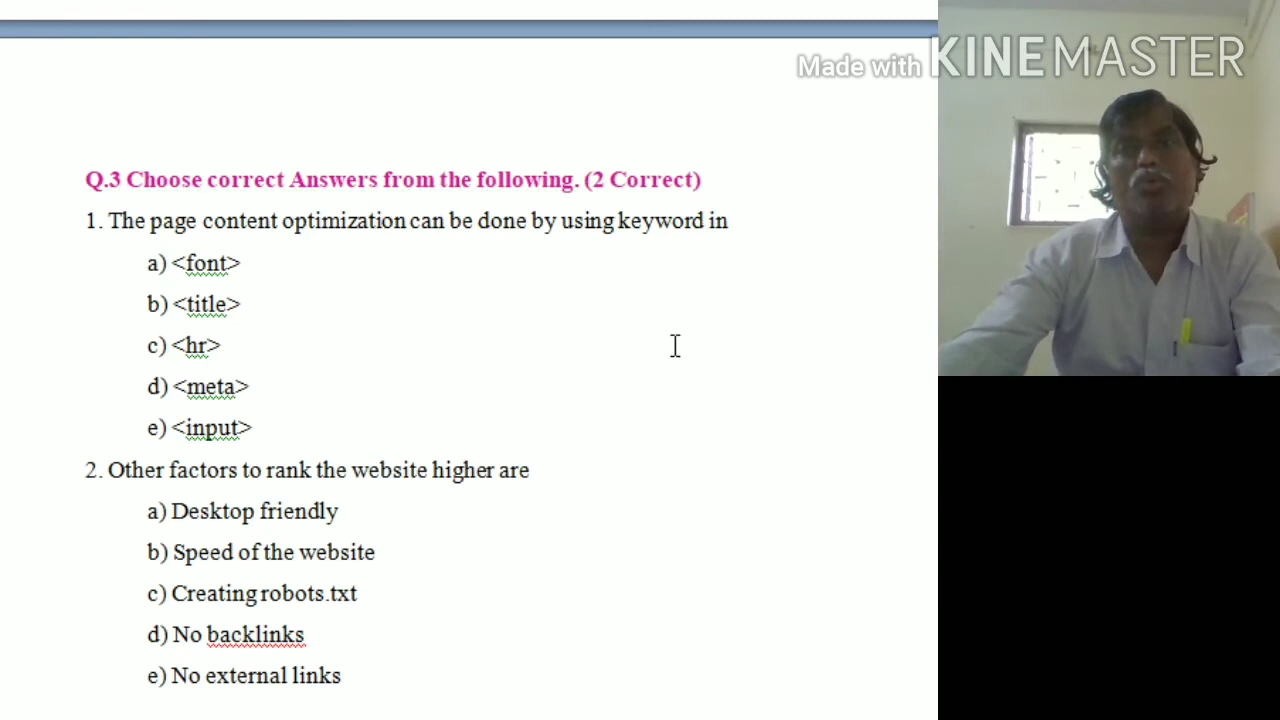 Made with KINEMASTER
Q.3 Choose correct Answers from the following. (2 Correct)
1. The page content optimization can be done by using keyword in
a) <font>
b) <title>
c) <hr>
d) <meta>
e) <input>
2. Other factors to rank the website higher are
a) Desktop friendly
b) Speed of the website
c) Creating robots.txt
d) No backlinks
e) No external links